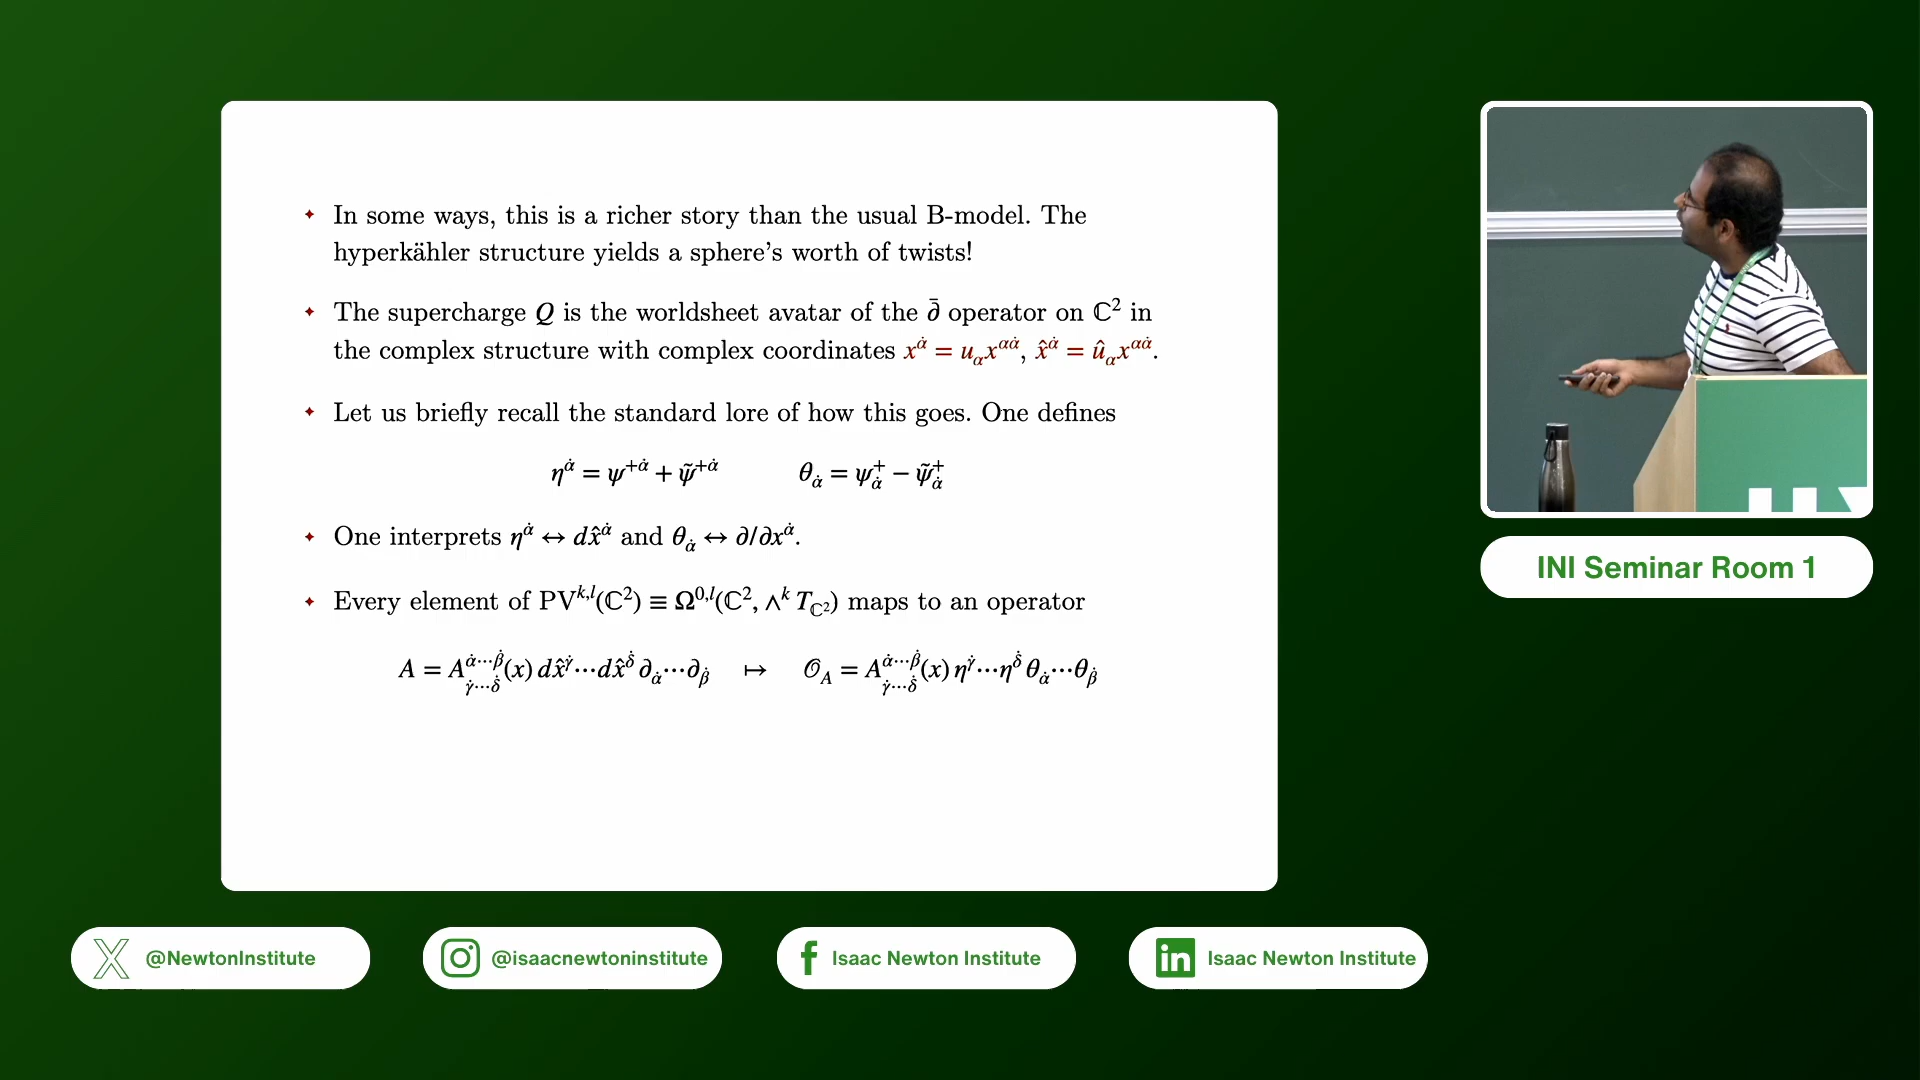 ✦ In some ways, this is a richer story than the usual B-model. The
hyperkähler structure yields a sphere’s worth of twists!
✦ The supercharge Q is the worldsheet avatar of the ∂̄ operator on ℂ² in
the complex structure with complex coordinates x^α̇ = u_α x^{αα̇}, x̂^α̇ = û_α x^{αα̇}.
✦ Let us briefly recall the standard lore of how this goes. One defines
η^α̇ = ψ^{+α̇} + ψ̃^{+α̇} θ_α̇ = ψ^+_α̇ − ψ̃^+_α̇
✦ One interprets η^α̇ ↔ dx̂^α̇ and θ_α̇ ↔ ∂/∂x^α̇.
✦ Every element of PV^{k,l}(ℂ²) ≡ Ω^{0,l}(ℂ², ∧^k T_{ℂ²}) maps to an operator
A = A^{α̇⋯β̇}_{γ̇⋯δ̇}(x) dx̂^γ̇⋯dx̂^δ̇ ∂_α̇⋯∂_β̇ ↦ 𝒪_A = A^{α̇⋯β̇}_{γ̇⋯δ̇}(x) η^γ̇⋯η^δ̇ θ_α̇⋯θ_β̇
INI Seminar Room 1
@NewtonInstitute
@isaacnewtoninstitute
Isaac Newton Institute
Isaac Newton Institute